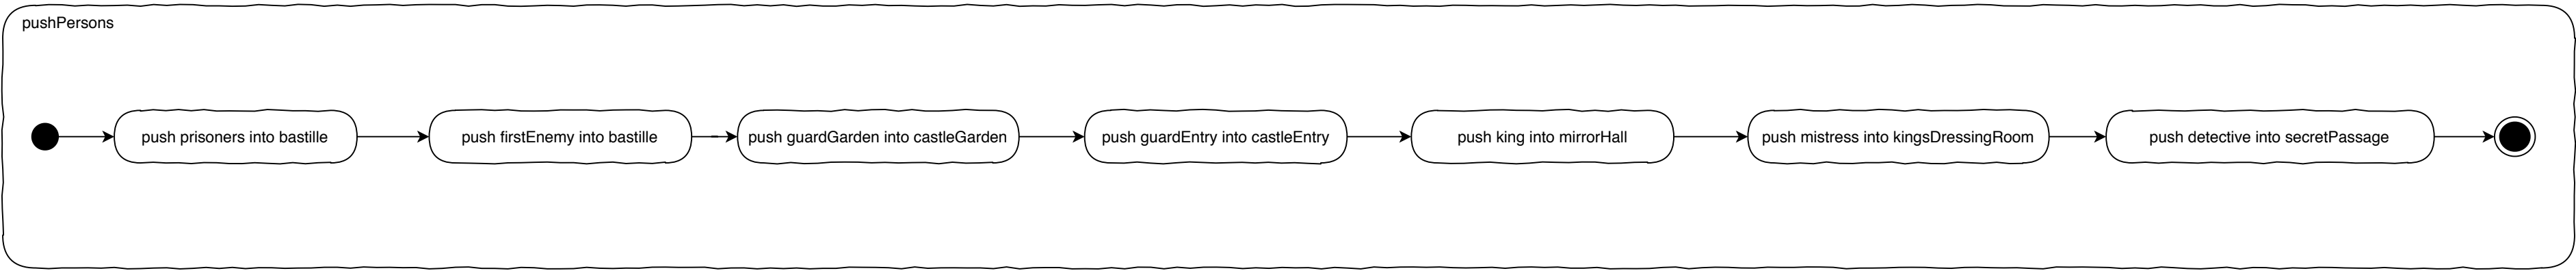 pushPersons
push prisoners into bastille
push firstEnemy into bastille
push guardGarden into castleGarden
push guardEntry into castleEntry
push king into mirrorHall
push mistress into kingsDressingRoom
push detective into secretPassage